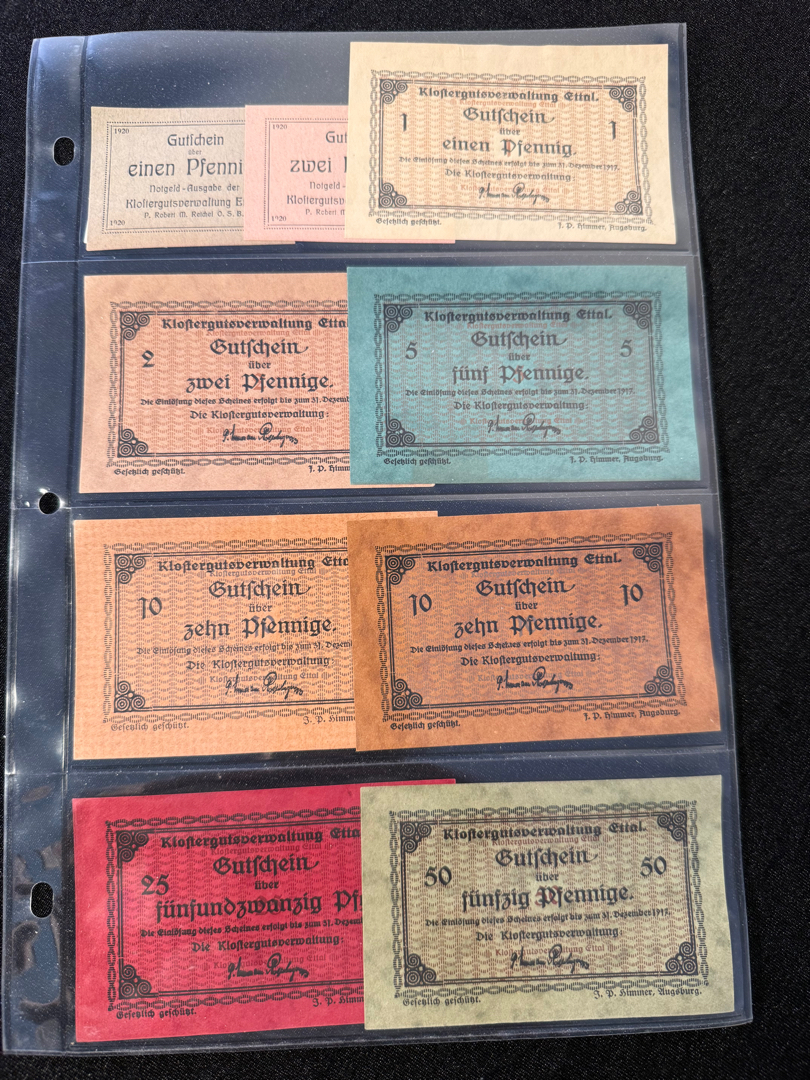 1920
Gutschein
über
einen Pfenni
Notgeld-Ausgabe der
Klostergutsverwaltung E
P. Robert M. Reichel O. S. B.
1920
1920
Gut
zwei
Notgeld-
Klostergutsv
P. Robert M.
1920
Klostergutsverwaltung Ettal.
Gutschein
1 über 1
einen Pfennig.
Die Einlösung dieses Scheines erfolgt bis zum 31. Dezember 1917.
Die Klostergutsverwaltung:
Gesetzlich geschützt. J. P. Himmer, Augsburg.
Klostergutsverwaltung Ettal
Gutschein
2 über
zwei Pfennige.
Die Einlösung dieses Scheines erfolgt bis zum 31. Dezemb
Die Klostergutsverwaltung:
Gesetzlich geschützt. J. P. Himm
Klostergutsverwaltung Ettal.
Gutschein
5 über 5
fünf Pfennige.
Die Einlösung dieses Scheines erfolgt bis zum 31. Dezember 1917.
Die Klostergutsverwaltung:
Gesetzlich geschützt. J. P. Himmer, Augsburg.
Klostergutsverwaltung Etta
Gutschein
10 über
zehn Pfennige.
Die Einlösung dieses Scheines erfolgt bis zum 31. Dezem
Die Klostergutsverwaltung:
Gesetzlich geschützt. J. P. Himme
Klostergutsverwaltung Ettal.
Gutschein
10 über 10
zehn Pfennige.
Die Einlösung dieses Scheines erfolgt bis zum 31. Dezember 1917.
Die Klostergutsverwaltung:
Gesetzlich geschützt. J. P. Himmer, Augsburg.
Klostergutsverwaltung Etta
Gutschein
25 über
fünfundzwanzig Pf
Die Einlösung dieses Scheines erfolgt bis zum 31. Dezem
Die Klostergutsverwaltung:
Gesetzlich geschützt. J. P. Himm
Klostergutsverwaltung Ettal.
Gutschein
50 über 50
fünfzig Pfennige.
Die Einlösung dieses Scheines erfolgt bis zum 31. Dezember 1917.
Die Klostergutsverwaltung:
Gesetzlich geschützt. J. P. Himmer, Augsburg.